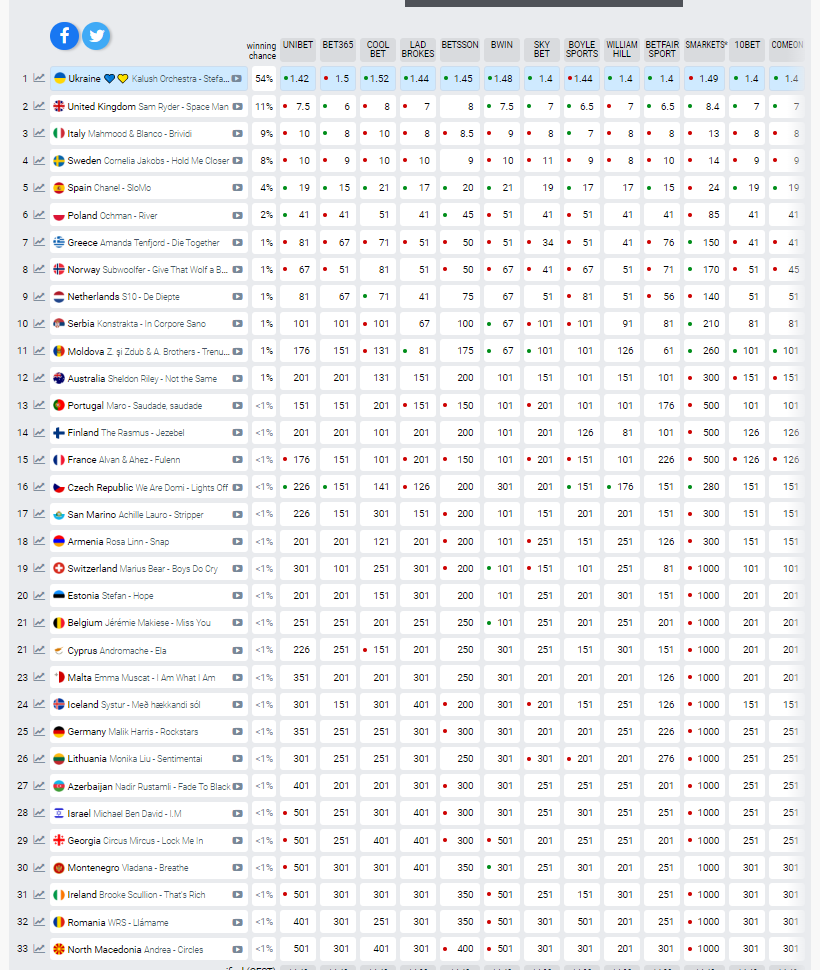 winning chance UNIBET BET365 COOL BET LAD BROKES BETSSON BWIN SKY BET BOYLE SPORTS WILLIAM HILL BETFAIR SPORT SMARKETS* 10BET COMEON
1 Ukraine 💙 💛 Kalush Orchestra - Stefa... 54% 1.42 1.5 1.52 1.44 1.45 1.48 1.4 1.44 1.4 1.4 1.49 1.4 1.4
2 United Kingdom Sam Ryder - Space Man 11% 7.5 6 8 7 8 7.5 7 6.5 7 6.5 8.4 7 7
3 Italy Mahmood & Blanco - Brividi 9% 10 8 10 8 8.5 9 8 7 8 8 13 8 8
4 Sweden Cornelia Jakobs - Hold Me Closer 8% 10 9 10 10 9 10 11 9 8 10 14 9 9
5 Spain Chanel - SloMo 4% 19 15 21 17 20 21 19 17 17 15 24 19 19
6 Poland Ochman - River 2% 41 41 51 41 45 51 41 51 41 41 85 41 41
7 Greece Amanda Tenfjord - Die Together 1% 81 67 71 51 50 51 34 51 41 76 150 41 41
8 Norway Subwoolfer - Give That Wolf a B... 1% 67 51 81 51 50 67 41 67 51 71 170 51 45
9 Netherlands S10 - De Diepte 1% 81 67 71 41 75 67 51 81 51 56 140 51 51
10 Serbia Konstrakta - In Corpore Sano 1% 101 101 101 67 100 67 101 101 91 81 210 81 81
11 Moldova Z. și Zdub & A. Brothers - Trenu... 1% 176 151 131 81 175 67 101 101 126 61 260 101 101
12 Australia Sheldon Riley - Not the Same 1% 201 201 131 151 200 101 151 101 151 101 300 151 151
13 Portugal Maro - Saudade, saudade <1% 151 151 201 151 150 101 201 101 101 176 500 101 101
14 Finland The Rasmus - Jezebel <1% 201 201 101 201 200 101 201 126 81 101 500 126 126
15 France Alvan & Ahez - Fulenn <1% 176 151 101 201 150 101 201 151 101 226 500 126 126
16 Czech Republic We Are Domi - Lights Off <1% 226 151 141 126 200 301 201 151 176 151 280 151 151
17 San Marino Achille Lauro - Stripper <1% 226 151 301 151 200 101 151 201 201 151 300 151 151
18 Armenia Rosa Linn - Snap <1% 201 201 121 201 200 101 251 151 251 126 300 151 151
19 Switzerland Marius Bear - Boys Do Cry <1% 301 101 251 301 200 101 151 101 251 81 1000 101 101
20 Estonia Stefan - Hope <1% 201 201 151 301 200 101 251 201 301 151 1000 201 201
21 Belgium Jérémie Makiese - Miss You <1% 251 251 201 251 250 101 251 201 251 201 1000 201 201
21 Cyprus Andromache - Ela <1% 226 251 151 201 250 301 251 151 301 151 1000 201 201
23 Malta Emma Muscat - I Am What I Am <1% 351 201 201 301 250 301 201 201 201 126 1000 201 201
24 Iceland Systur - Með hækkandi sól <1% 301 151 301 401 200 251 201 151 251 126 1000 151 151
25 Germany Malik Harris - Rockstars <1% 351 251 251 301 300 251 251 201 251 226 1000 251 251
26 Lithuania Monika Liu - Sentimentai <1% 301 251 301 251 250 251 301 201 201 276 1000 251 251
27 Azerbaijan Nadir Rustamli - Fade To Black <1% 401 201 201 301 300 301 251 251 251 201 1000 201 201
28 Israel Michael Ben David - I.M <1% 501 251 301 401 300 301 251 251 301 251 1000 251 251
29 Georgia Circus Mircus - Lock Me In <1% 501 251 401 401 300 501 201 201 251 251 1000 251 251
30 Montenegro Vladana - Breathe <1% 501 301 301 401 350 301 251 301 201 251 1000 301 301
31 Ireland Brooke Scullion - That's Rich <1% 501 301 301 301 350 501 251 151 301 251 1000 301 301
32 Romania WRS - Llámame <1% 401 301 251 301 350 501 301 501 201 251 1000 301 301
33 North Macedonia Andrea - Circles <1% 501 301 401 301 400 501 301 301 201 301 1000 301 301